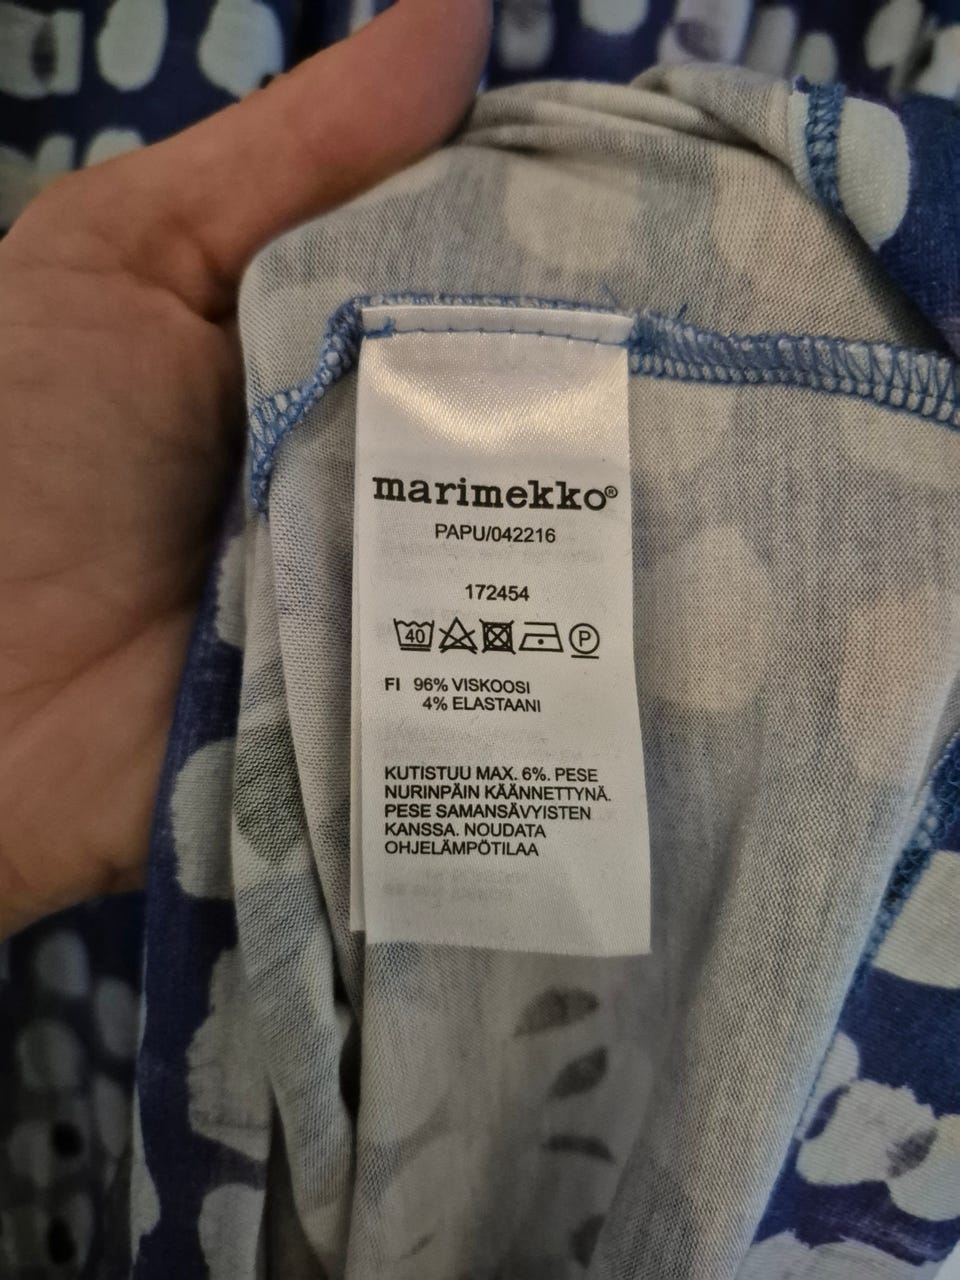 marimekko®
PAPU/042216
172454
40 P
FI 96% VISKOOSI
4% ELASTAANI
KUTISTUU MAX. 6%. PESE
NURINPÄIN KÄÄNNETTYNÄ.
PESE SAMANSÄVYISTEN
KANSSA. NOUDATA
OHJELÄMPÖTILAA